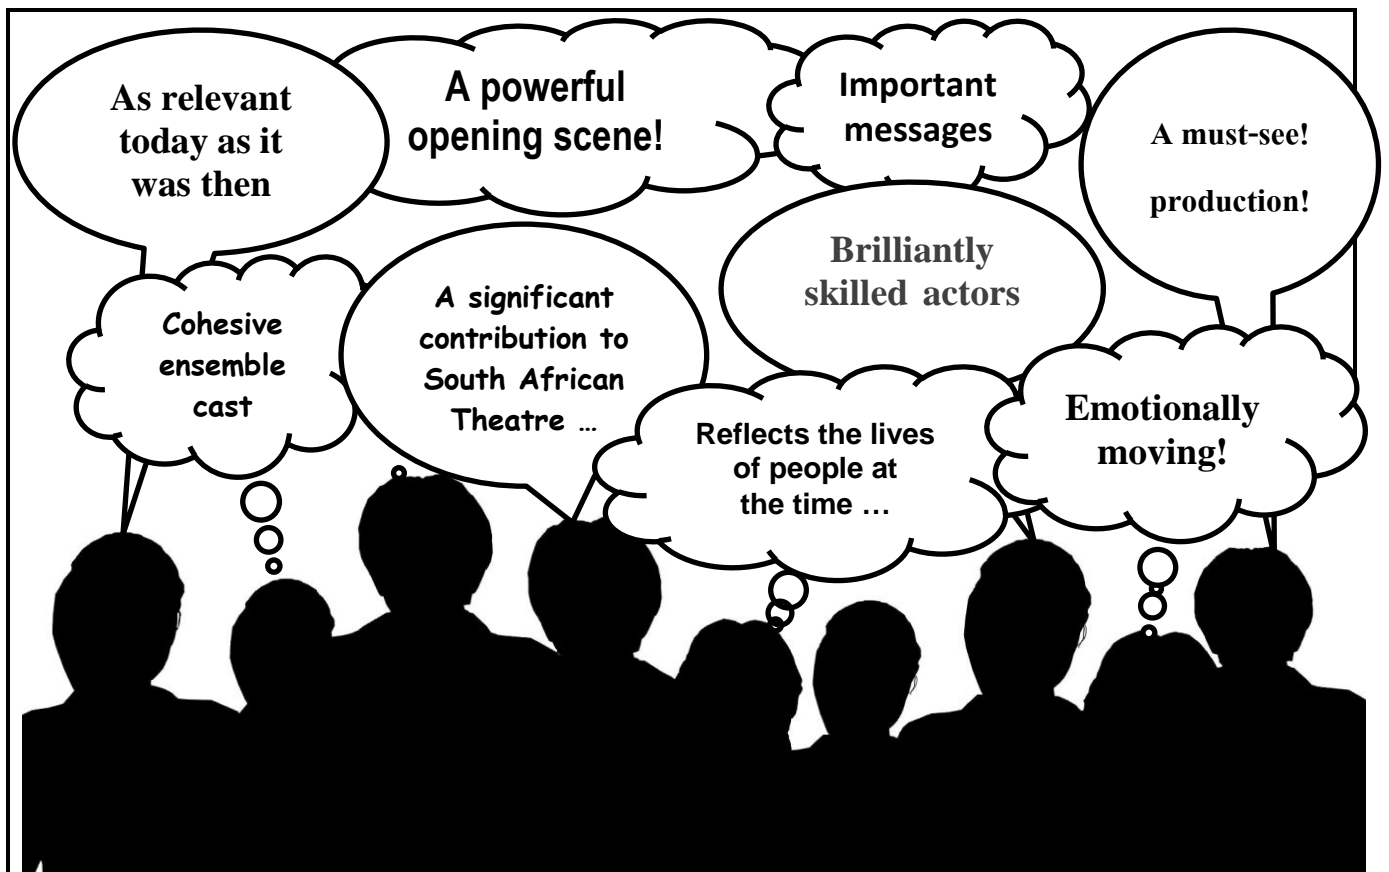 As relevant
today as it
was then
A powerful
opening scene!
Important
messages
A must-see!
production!
Cohesive
ensemble
cast
A significant
contribution to
South African
Theatre …
Brilliantly
skilled actors
Reflects the lives
of people at
the time …
Emotionally
moving!